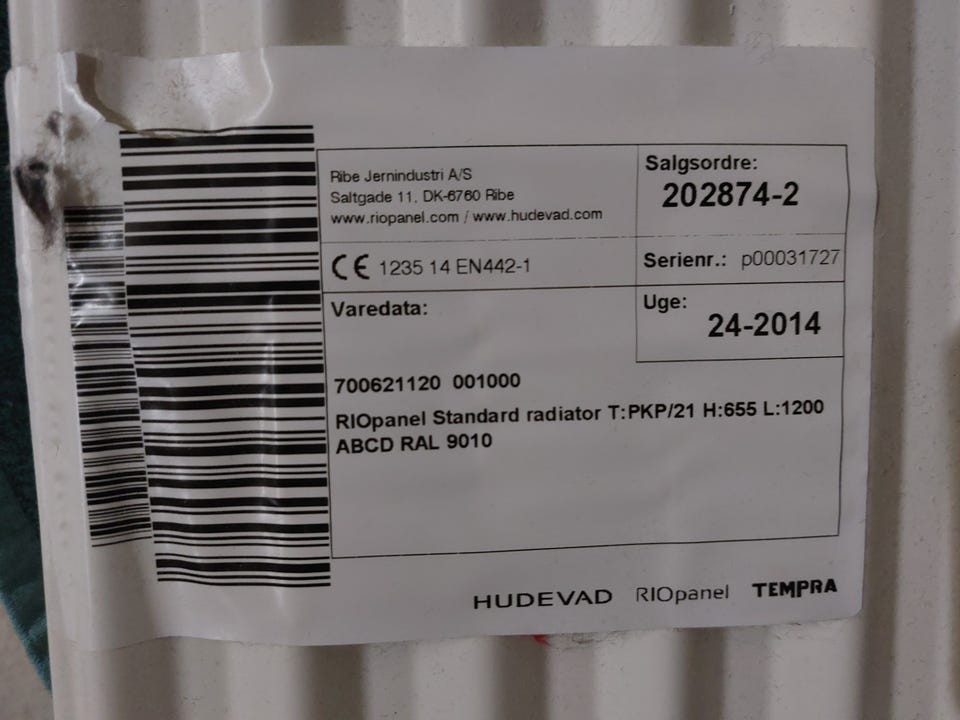 Ribe Jernindustri A/S
Saltgade 11, DK-6760 Ribe
www.riopanel.com / www.hudevad.com
Salgsordre:
202874-2
CE 1235 14 EN442-1
Serienr.: p00031727
Varedata:
Uge:
24-2014
700621120 001000
RIOpanel Standard radiator T:PKP/21 H:655 L:1200
ABCD RAL 9010
HUDEVAD RIOpanel TEMPRA